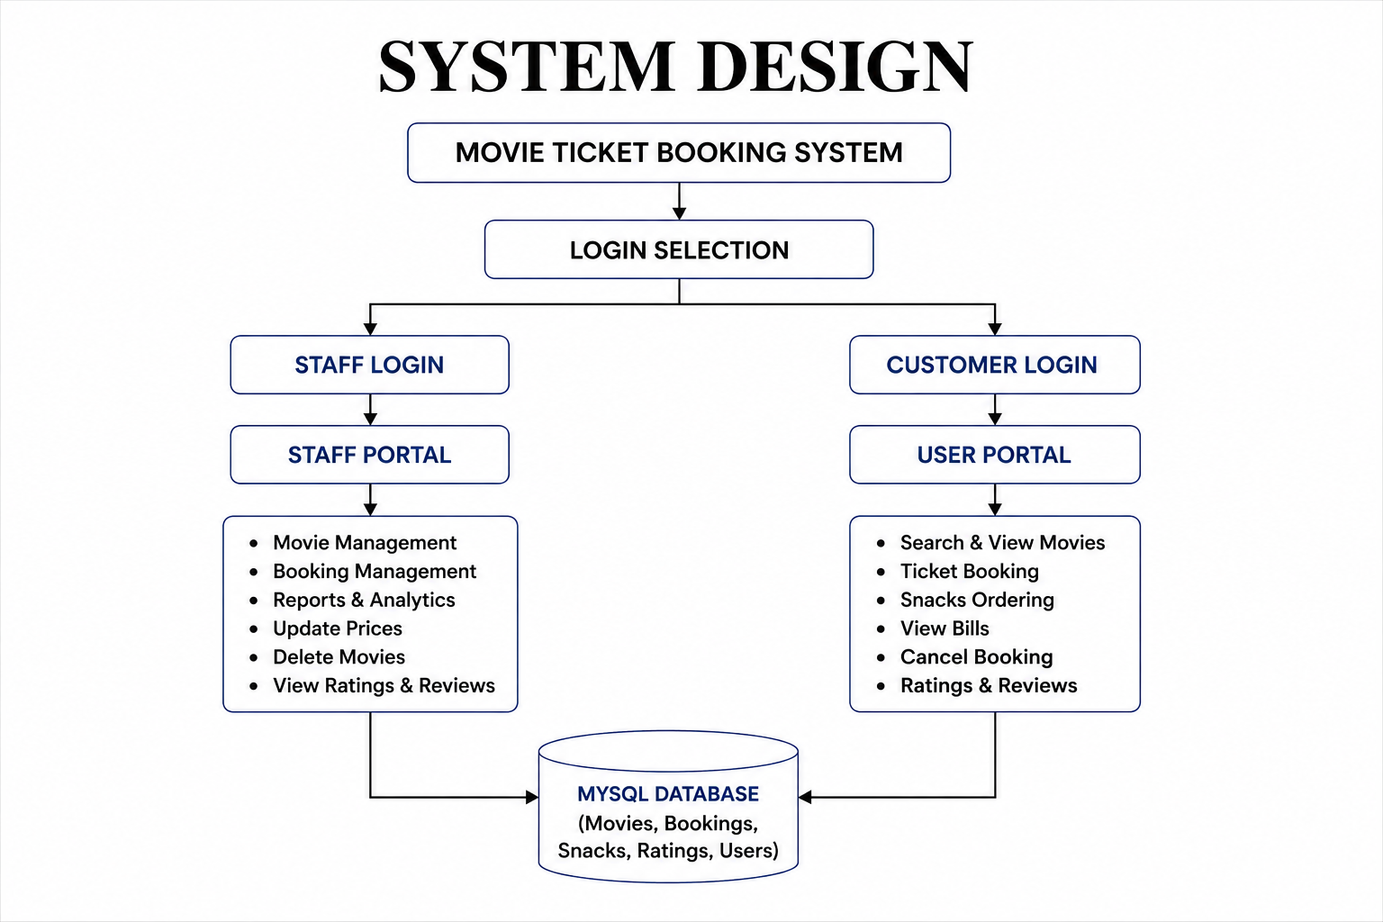 SYSTEM DESIGN
MOVIE TICKET BOOKING SYSTEM
LOGIN SELECTION
STAFF LOGIN
CUSTOMER LOGIN
STAFF PORTAL
USER PORTAL
• Movie Management
• Booking Management
• Reports & Analytics
• Update Prices
• Delete Movies
• View Ratings & Reviews
• Search & View Movies
• Ticket Booking
• Snacks Ordering
• View Bills
• Cancel Booking
• Ratings & Reviews
MYSQL DATABASE
(Movies, Bookings,
Snacks, Ratings, Users)